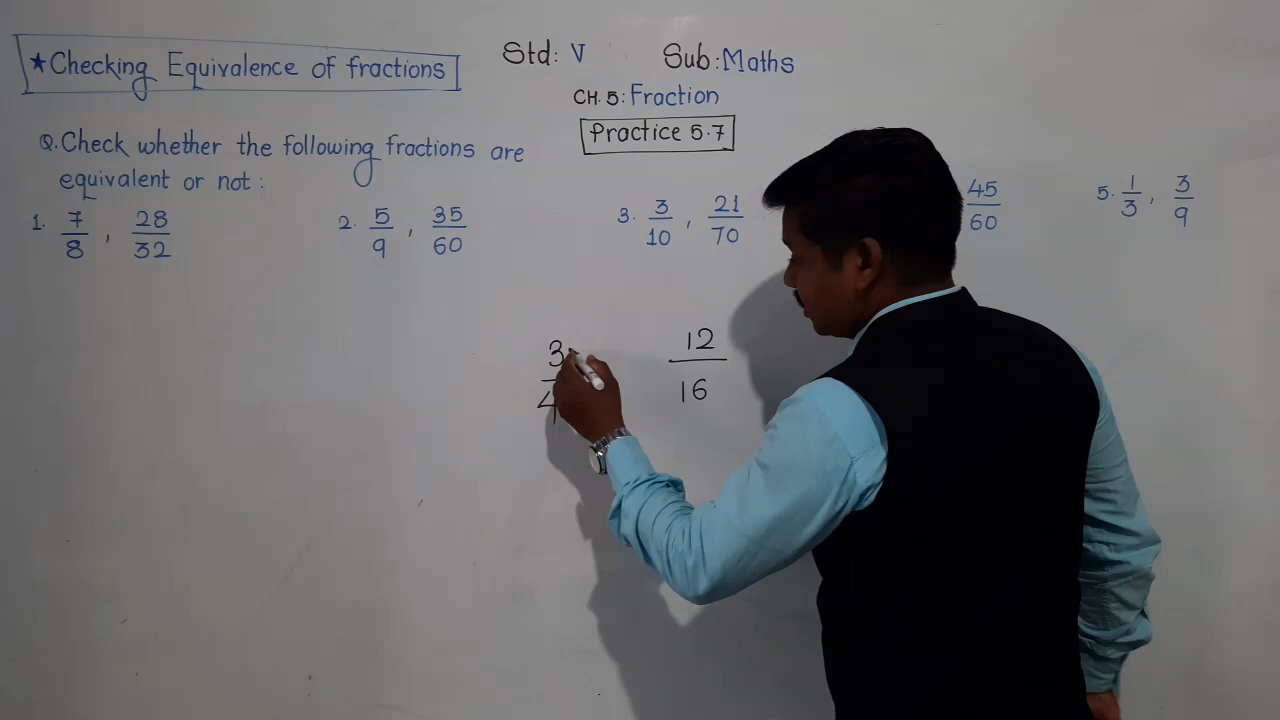 ★Checking Equivalence of fractions
Std: V Sub: Maths
CH. 5: Fraction
Practice 5.7
Q. Check whether the following fractions are
equivalent or not:
1. 7/8, 28/32 2. 5/9, 35/60 3. 3/10, 21/70 45/60 5. 1/3, 3/9
3/4 12/16